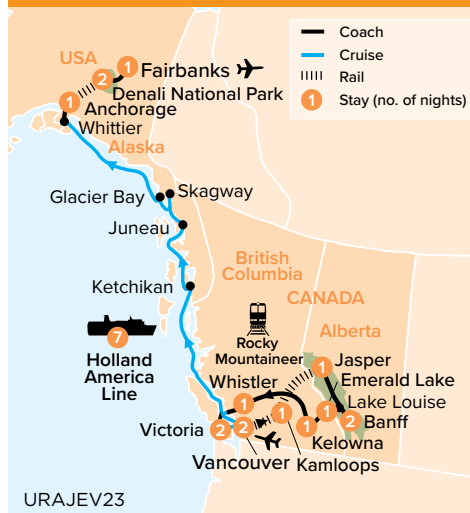 Coach
Cruise
Rail
1 Stay (no. of nights)
USA
1
Fairbanks
2
Denali National Park
1
Anchorage
Whittier
Alaska
Glacier Bay
Skagway
Juneau
British
Columbia
Ketchikan
CANADA
7
Holland
America
Line
Rocky
Mountaineer
Alberta
1
Jasper
Emerald Lake
Lake Louise
Whistler
1
1
1
2
Banff
Victoria
2
2
1
Kelowna
Vancouver
Kamloops
URAJEV23